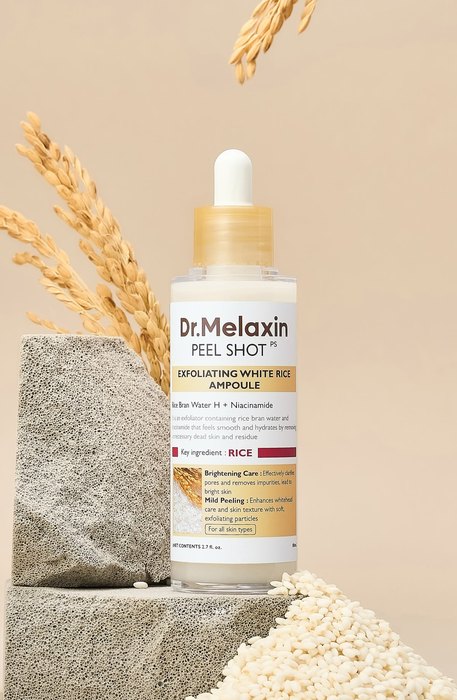 Dr.Melaxin
PEEL SHOT PS
EXFOLIATING WHITE RICE
AMPOULE
Rice Bran Water H + Niacinamide
is an exfoliator containing rice bran water and
niacinamide that feels smooth and hydrates by removing
unnecessary dead skin and residue
Key ingredient : RICE
Brightening Care : Effectively clarifies
pores and removes impurities, lead to
bright skin
Mild Peeling : Enhances whitehead
care and skin texture with soft,
exfoliating particles
For all skin types
NET CONTENTS 2.7 fl. oz.